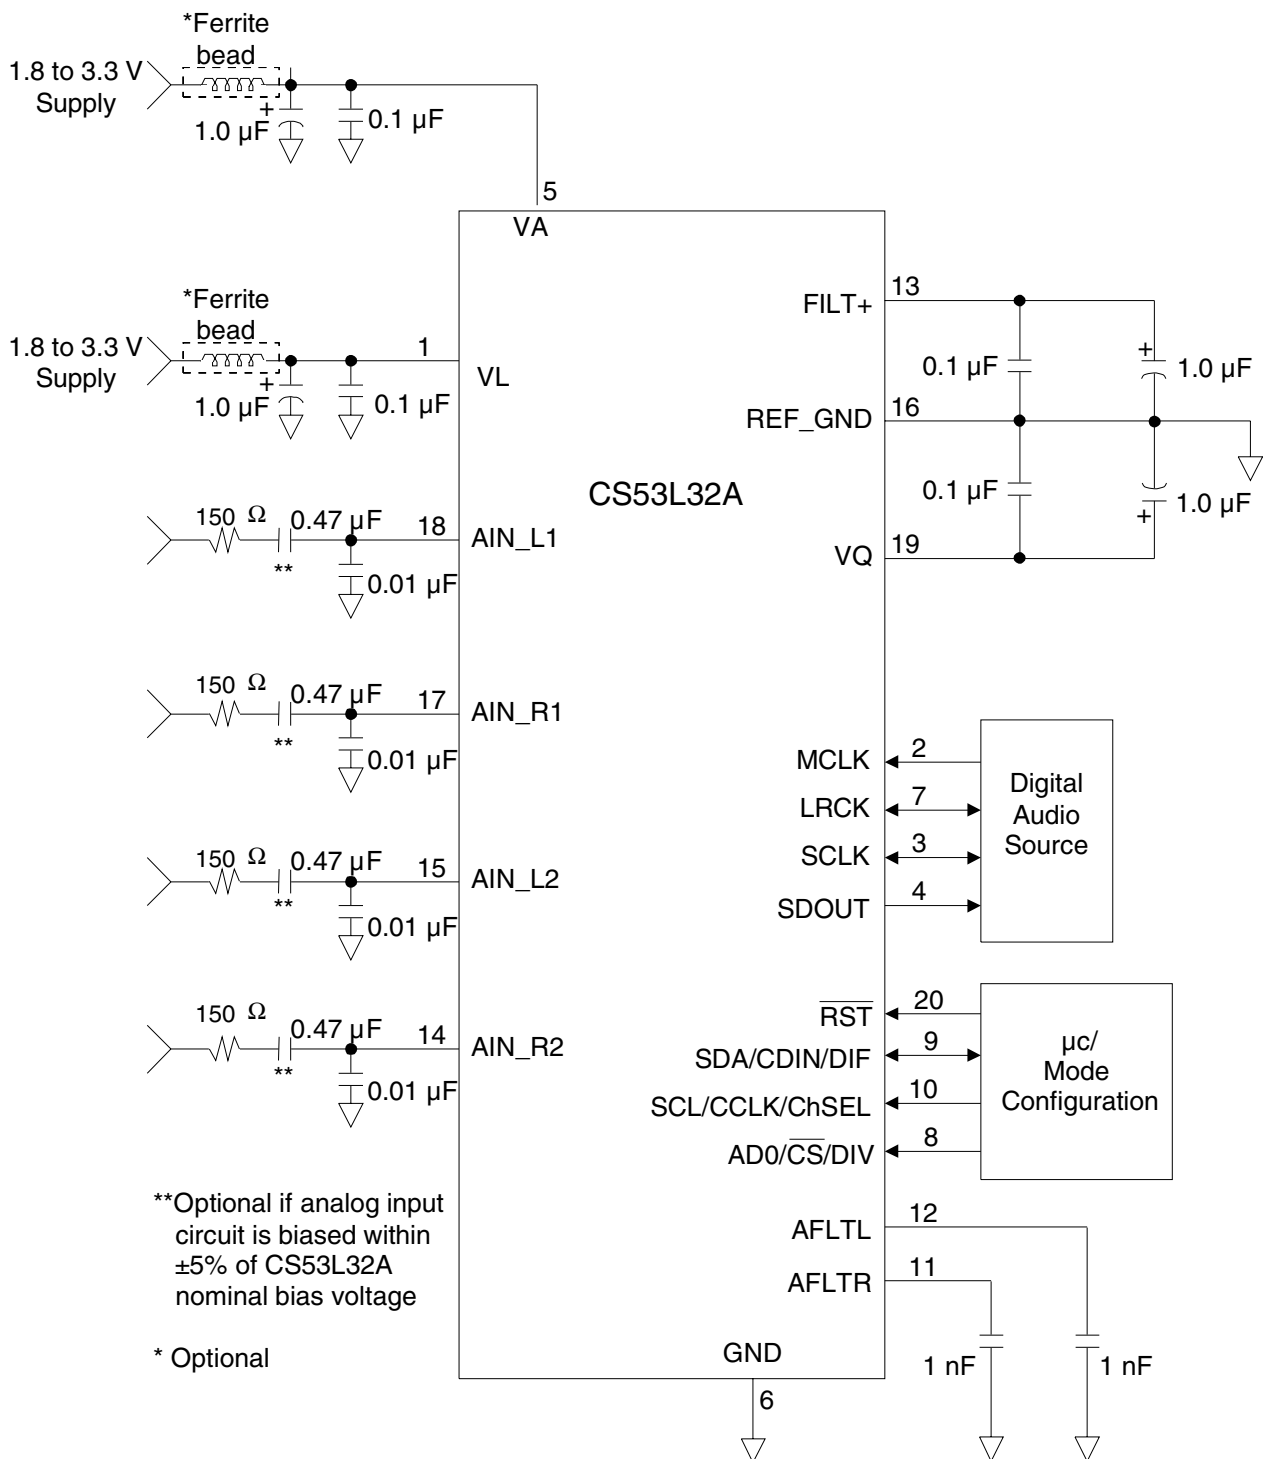 *Ferrite
bead
1.8 to 3.3 V
Supply
+
1.0 µF
0.1 µF
5
VA
*Ferrite
bead
1.8 to 3.3 V
Supply
+
1.0 µF
0.1 µF
1
VL
FILT+
13
0.1 µF
+
1.0 µF
REF_GND
16
0.1 µF
+
1.0 µF
VQ
19
CS53L32A
150 Ω
0.47 µF
**
18
AIN_L1
0.01 µF
150 Ω
0.47 µF
**
17
AIN_R1
0.01 µF
150 Ω
0.47 µF
**
15
AIN_L2
0.01 µF
150 Ω
0.47 µF
**
14
AIN_R2
0.01 µF
MCLK
2
LRCK
7
SCLK
3
SDOUT
4
Digital
Audio
Source
RST
20
SDA/CDIN/DIF
9
SCL/CCLK/ChSEL
10
AD0/CS/DIV
8
µc/
Mode
Configuration
**Optional if analog input
circuit is biased within
±5% of CS53L32A
nominal bias voltage
* Optional
AFLTL
12
AFLTR
11
1 nF
1 nF
GND
6